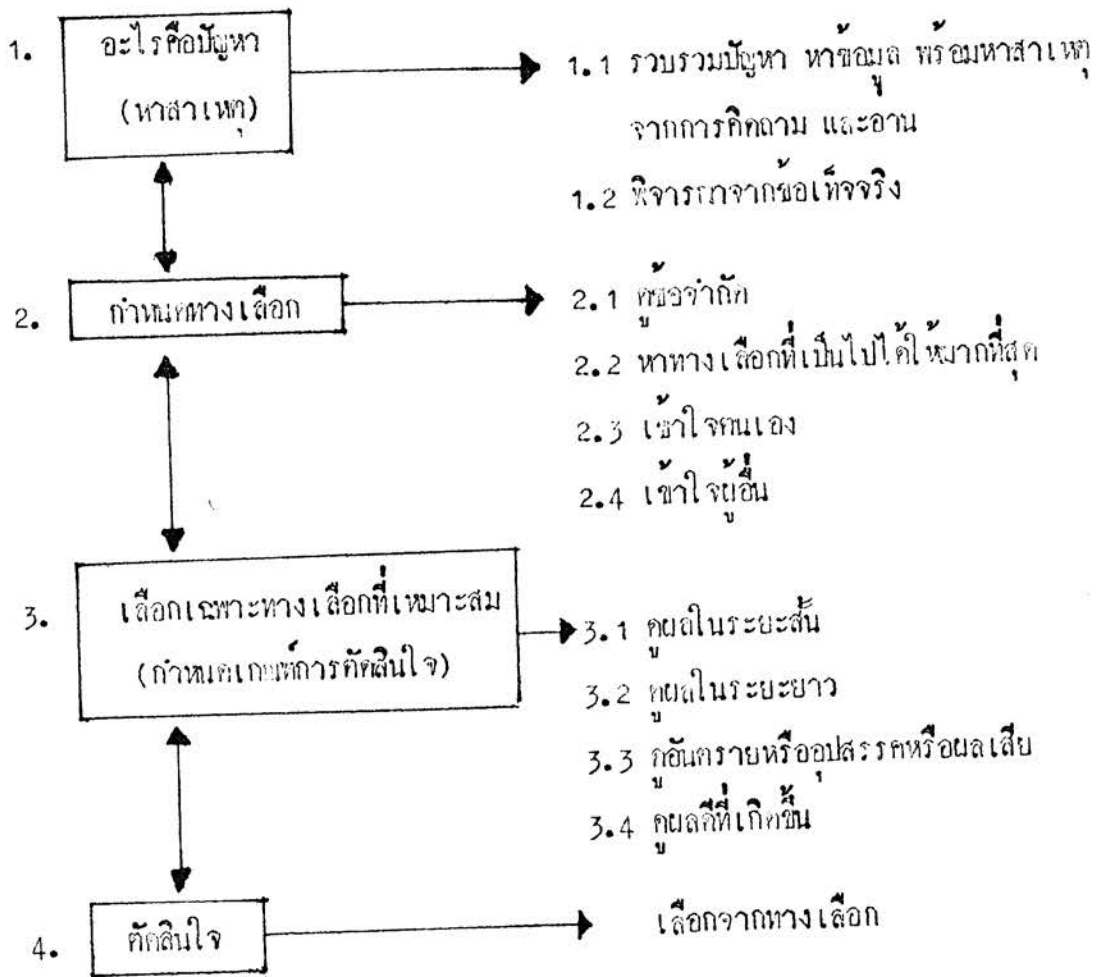 1. อะไรคือปัญหา
(หาสาเหตุ)
1.1 รวบรวมปัญหา หาข้อมูล พร้อมหาสาเหตุ
จากการคิดถาม และอ่าน
1.2 พิจารณาจากข้อเท็จจริง
2. กำหนดทางเลือก
2.1 ดูข้อจำกัด
2.2 หาทางเลือกที่เป็นไปได้ให้มากที่สุด
2.3 เข้าใจตนเอง
2.4 เข้าใจผู้อื่น
3. เลือกเฉพาะทางเลือกที่เหมาะสม
(กำหนดเกณฑ์การตัดสินใจ)
3.1 ดูผลในระยะสั้น
3.2 ดูผลในระยะยาว
3.3 ดูอันตรายหรืออุปสรรคหรือผลเสีย
3.4 ดูผลดีที่เกิดขึ้น
4. ตัดสินใจ
เลือกจากทางเลือก